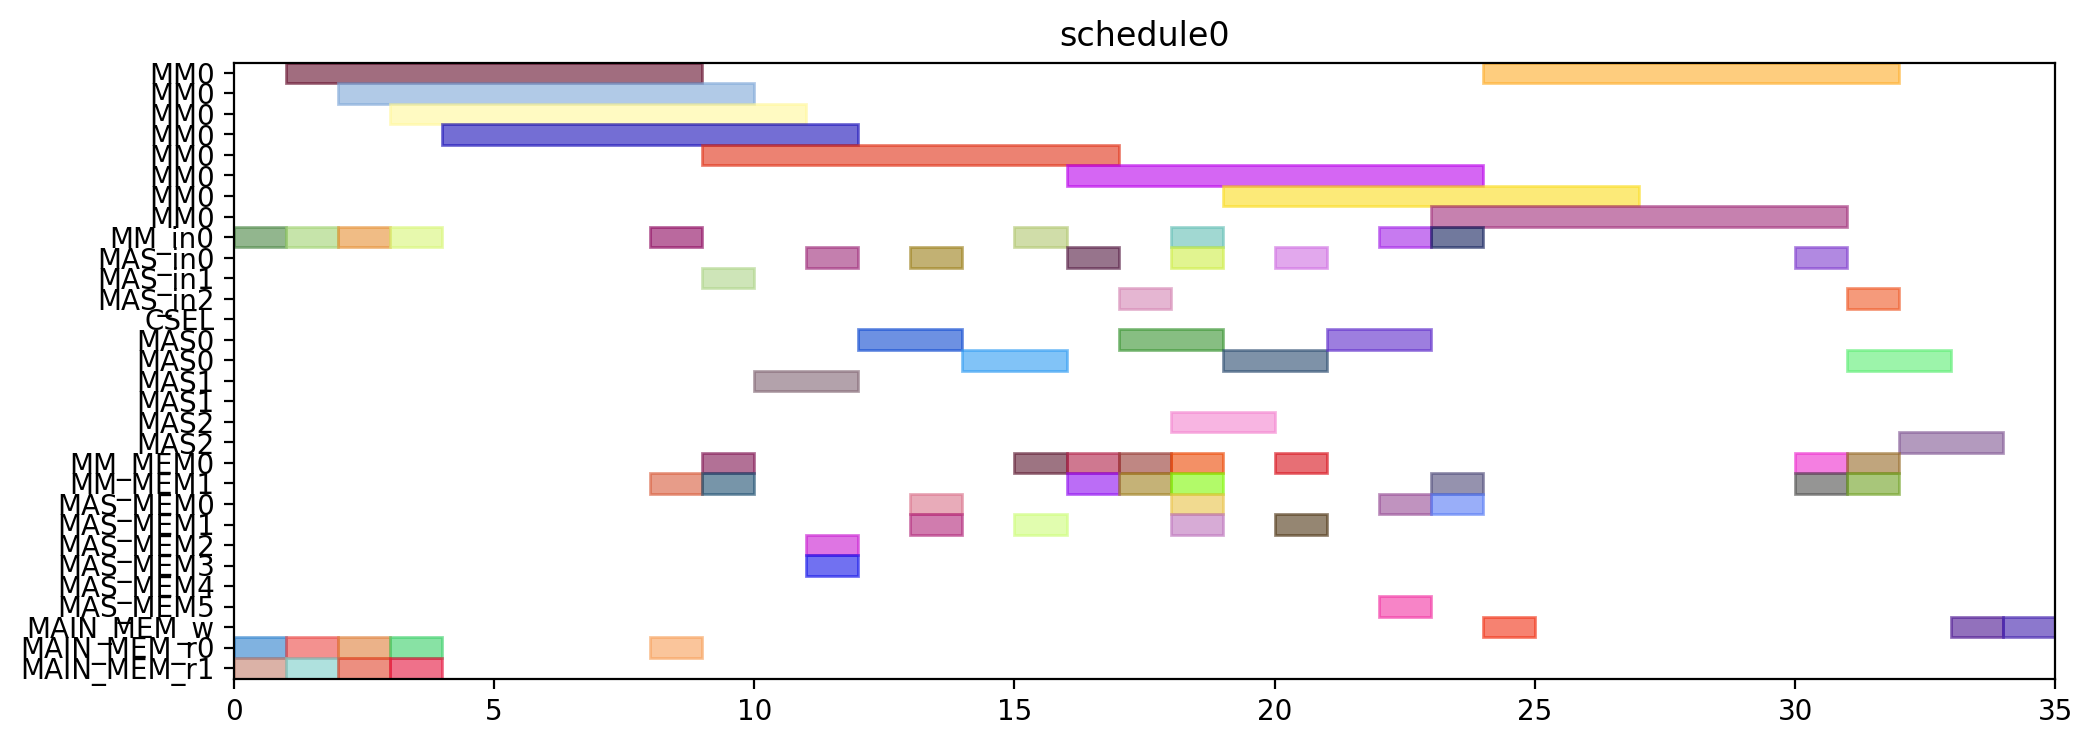 schedule0
MM0
MM0
MM0
MM0
MM0
MM0
MM0
MM0
MM_in0
MAS_in0
MAS_in1
MAS_in2
CSEL
MAS0
MAS0
MAS1
MAS1
MAS2
MAS2
MM_MEM0
MM_MEM1
MAS_MEM0
MAS_MEM1
MAS_MEM2
MAS_MEM3
MAS_MEM4
MAS_MEM5
MAIN_MEM_w
MAIN_MEM_r0
MAIN_MEM_r1
0 5 10 15 20 25 30 35